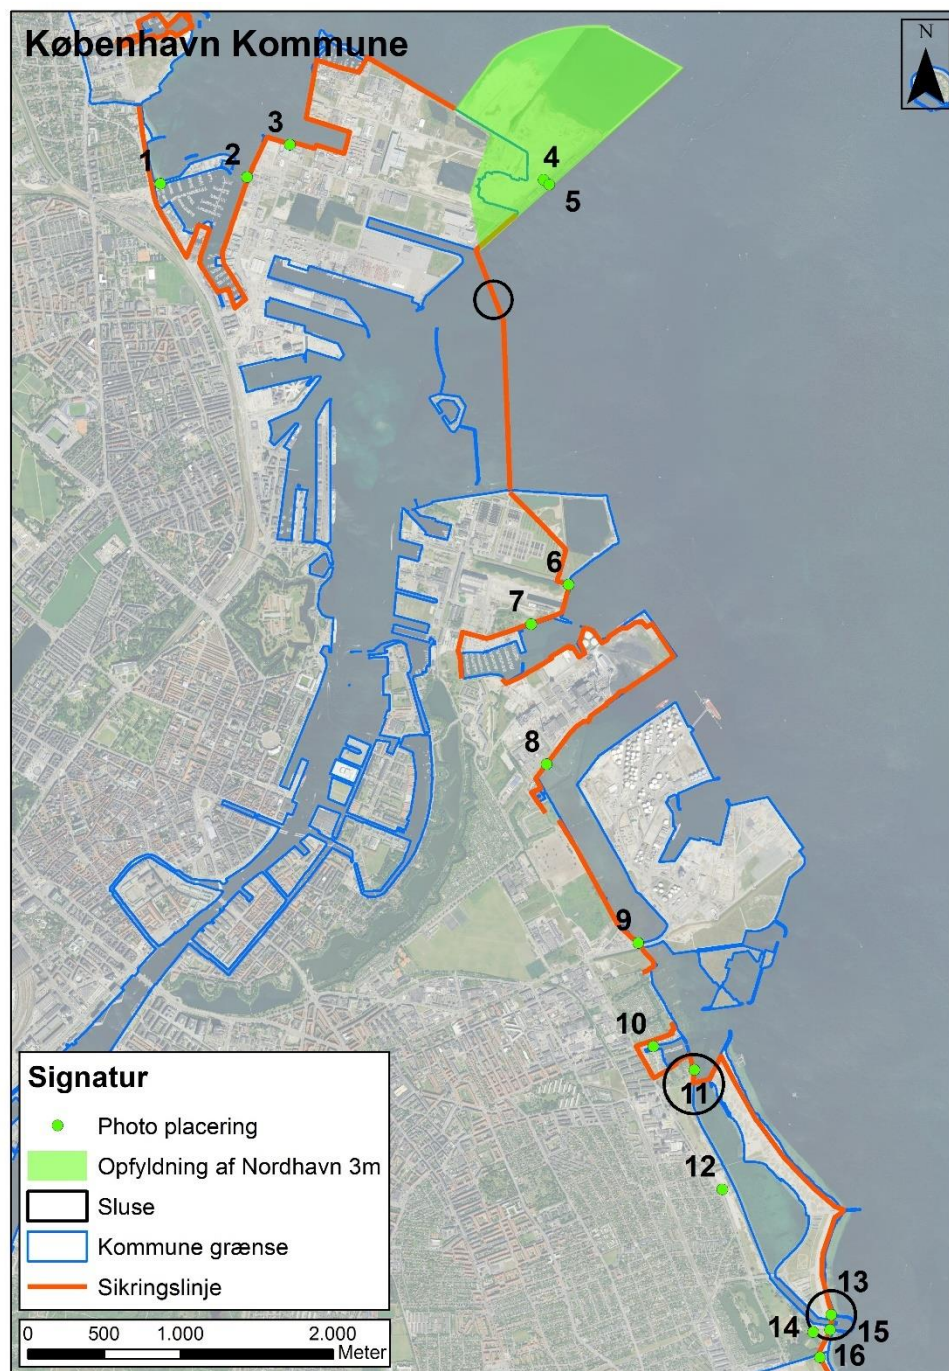 København Kommune
N
1
2
3
4
5
6
7
8
9
10
11
12
13
14
15
16
Signatur
Photo placering
Opfyldning af Nordhavn 3m
Sluse
Kommune grænse
Sikringslinje
0 500 1.000 2.000
Meter